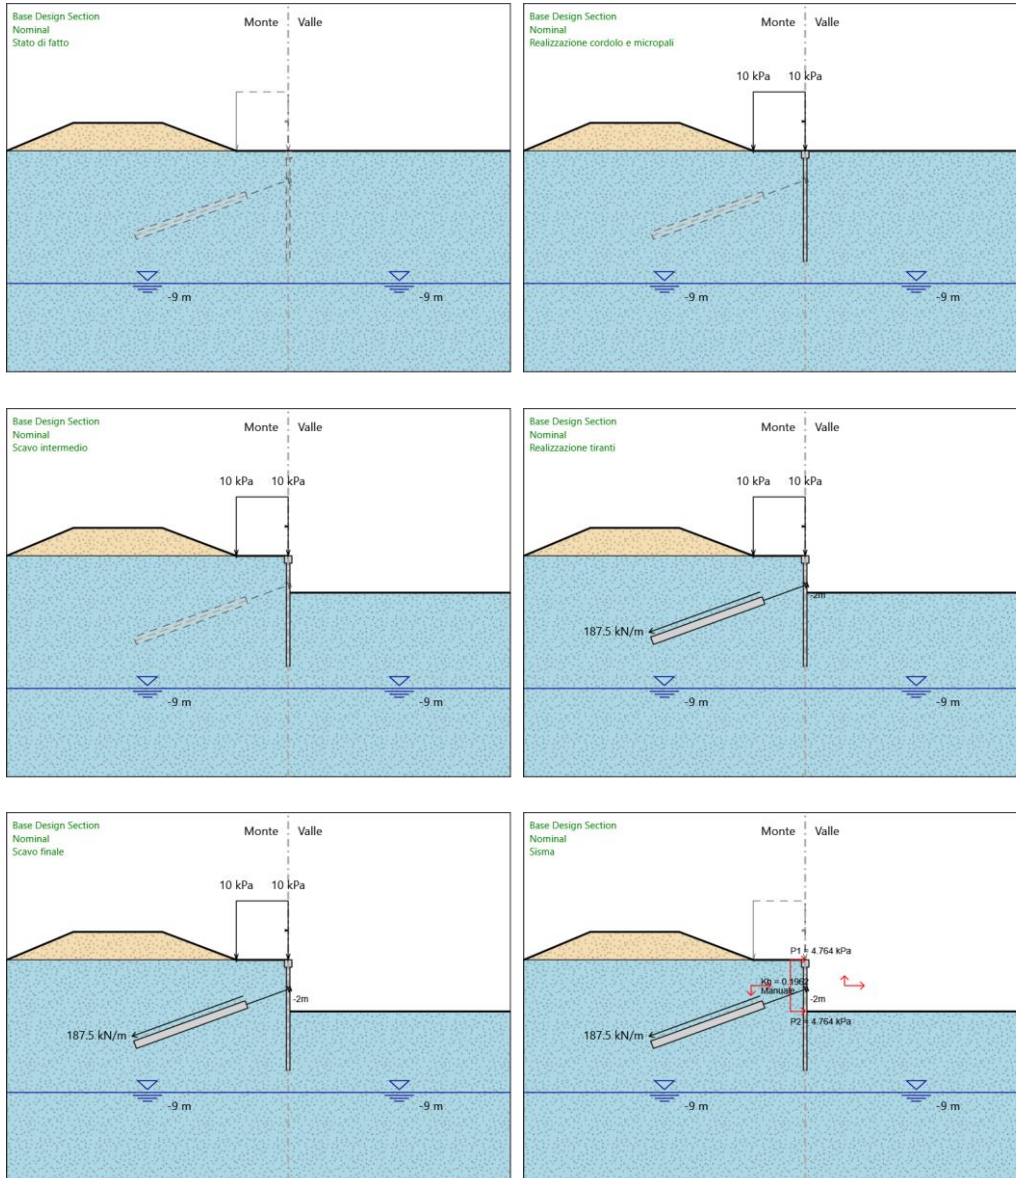 Base Design Section
Nominal
Stato di fatto
Monte Valle
-9 m -9 m
Base Design Section
Nominal
Realizzazione cordolo e micropali
Monte Valle
10 kPa 10 kPa
-9 m -9 m
Base Design Section
Nominal
Scavo intermedio
Monte Valle
10 kPa 10 kPa
-9 m -9 m
Base Design Section
Nominal
Realizzazione tiranti
Monte Valle
10 kPa 10 kPa
-2m
187.5 kN/m
-9 m -9 m
Base Design Section
Nominal
Scavo finale
Monte Valle
10 kPa 10 kPa
-2m
187.5 kN/m
-9 m -9 m
Base Design Section
Nominal
Sisma
Monte Valle
P1 = 4.764 kPa
Kh = 0.1962
Manuale
-2m
P2 = 4.764 kPa
187.5 kN/m
-9 m -9 m